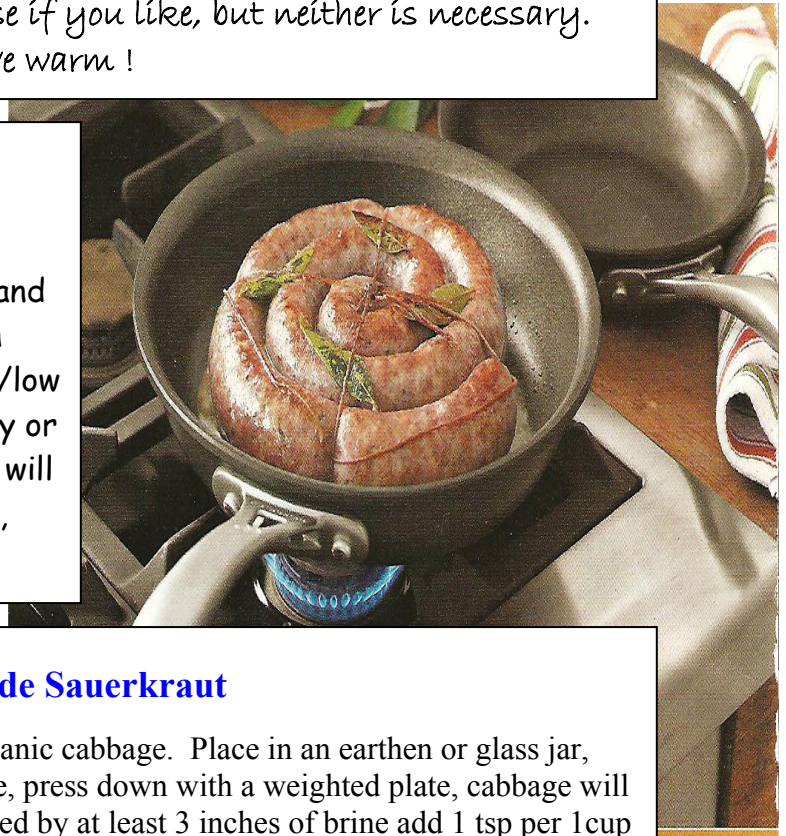 se if you like, but neither is necessary.
ve warm !
and
/low
y or
will
,
de Sauerkraut
anic cabbage. Place in an earthen or glass jar,
e, press down with a weighted plate, cabbage will
ed by at least 3 inches of brine add 1 tsp per 1cup